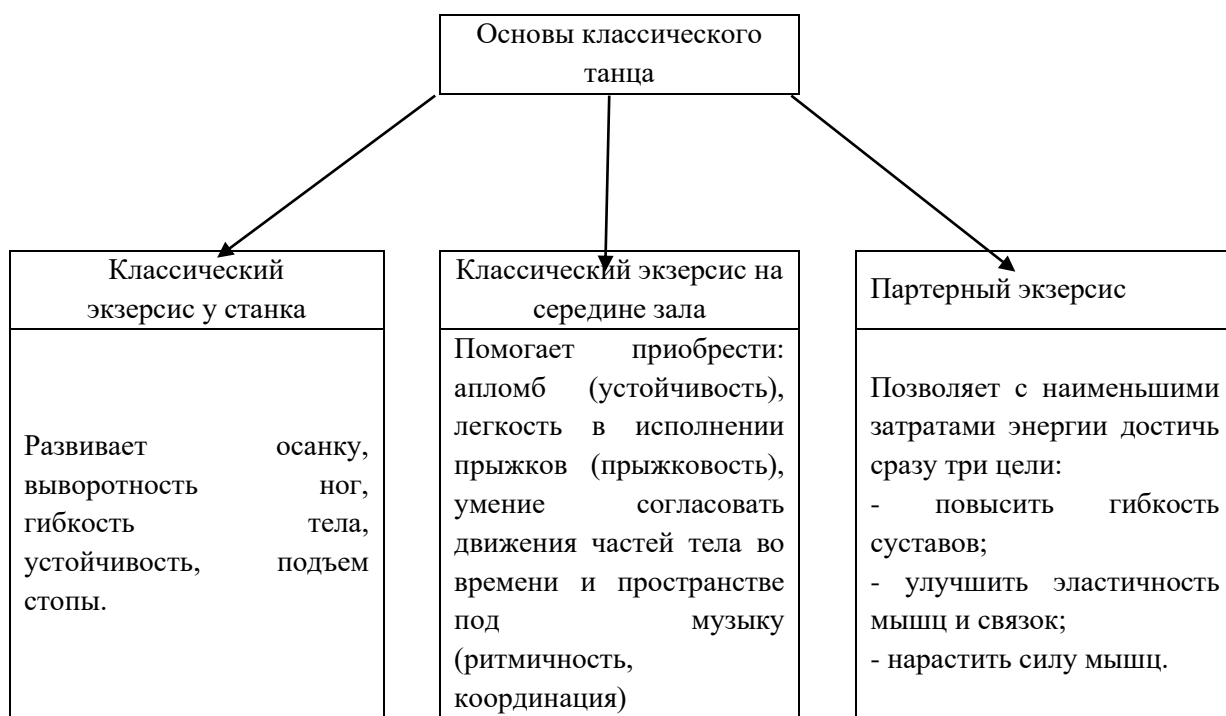 Основы классического
танца
Классический
экзерсис у станка
Развивает осанку,
выворотность ног,
гибкость тела,
устойчивость, подъем
стопы.
Классический экзерсис на
середине зала
Помогает приобрести:
апломб (устойчивость),
легкость в исполнении
прыжков (прыжковость),
умение согласовать
движения частей тела во
времени и пространстве
под музыку
(ритмичность,
координация)
Партерный экзерсис
Позволяет с наименьшими
затратами энергии достичь
сразу три цели:
- повысить гибкость
суставов;
- улучшить эластичность
мышц и связок;
- нарастить силу мышц.